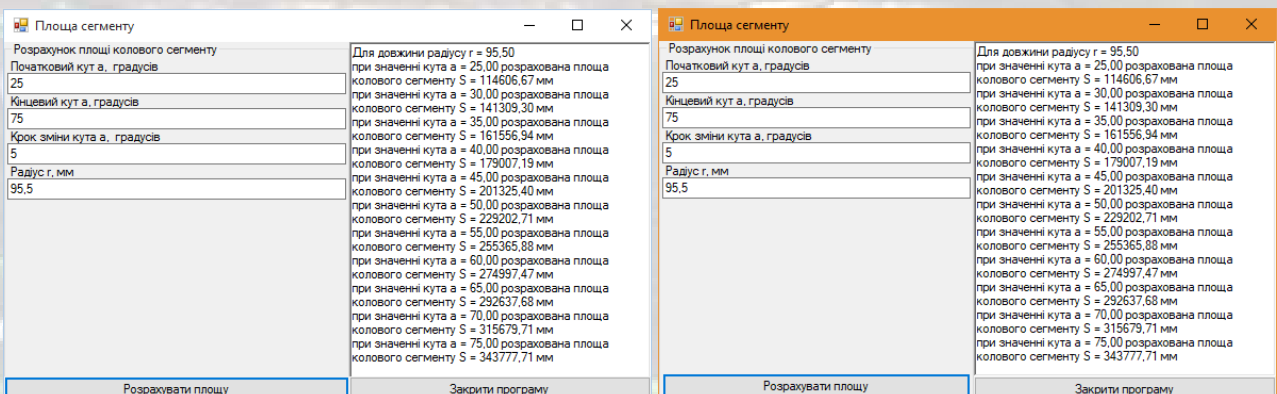 Площа сегменту
Розрахунок площі колового сегменту
Початковий кут a, градусів
25
Кінцевий кут a, градусів
75
Крок зміни кута a, градусів
5
Радіус r, мм
95,5
Для довжини радіусу r = 95,50
при значенні кута a = 25,00 розрахована площа
колового сегменту S = 114606,67 мм
при значенні кута a = 30,00 розрахована площа
колового сегменту S = 141309,30 мм
при значенні кута a = 35,00 розрахована площа
колового сегменту S = 161556,94 мм
при значенні кута a = 40,00 розрахована площа
колового сегменту S = 179007,19 мм
при значенні кута a = 45,00 розрахована площа
колового сегменту S = 201325,40 мм
при значенні кута a = 50,00 розрахована площа
колового сегменту S = 229202,71 мм
при значенні кута a = 55,00 розрахована площа
колового сегменту S = 255365,88 мм
при значенні кута a = 60,00 розрахована площа
колового сегменту S = 274997,47 мм
при значенні кута a = 65,00 розрахована площа
колового сегменту S = 292637,68 мм
при значенні кута a = 70,00 розрахована площа
колового сегменту S = 315679,71 мм
при значенні кута a = 75,00 розрахована площа
колового сегменту S = 343777,71 мм
Розрахувати площу
Закрити програму
Площа сегменту
Розрахунок площі колового сегменту
Початковий кут a, градусів
25
Кінцевий кут a, градусів
75
Крок зміни кута a, градусів
5
Радіус r, мм
95,5
Для довжини радіусу r = 95,50
при значенні кута a = 25,00 розрахована площа
колового сегменту S = 114606,67 мм
при значенні кута a = 30,00 розрахована площа
колового сегменту S = 141309,30 мм
при значенні кута a = 35,00 розрахована площа
колового сегменту S = 161556,94 мм
при значенні кута a = 40,00 розрахована площа
колового сегменту S = 179007,19 мм
при значенні кута a = 45,00 розрахована площа
колового сегменту S = 201325,40 мм
при значенні кута a = 50,00 розрахована площа
колового сегменту S = 229202,71 мм
при значенні кута a = 55,00 розрахована площа
колового сегменту S = 255365,88 мм
при значенні кута a = 60,00 розрахована площа
колового сегменту S = 274997,47 мм
при значенні кута a = 65,00 розрахована площа
колового сегменту S = 292637,68 мм
при значенні кута a = 70,00 розрахована площа
колового сегменту S = 315679,71 мм
при значенні кута a = 75,00 розрахована площа
колового сегменту S = 343777,71 мм
Розрахувати площу
Закрити програму